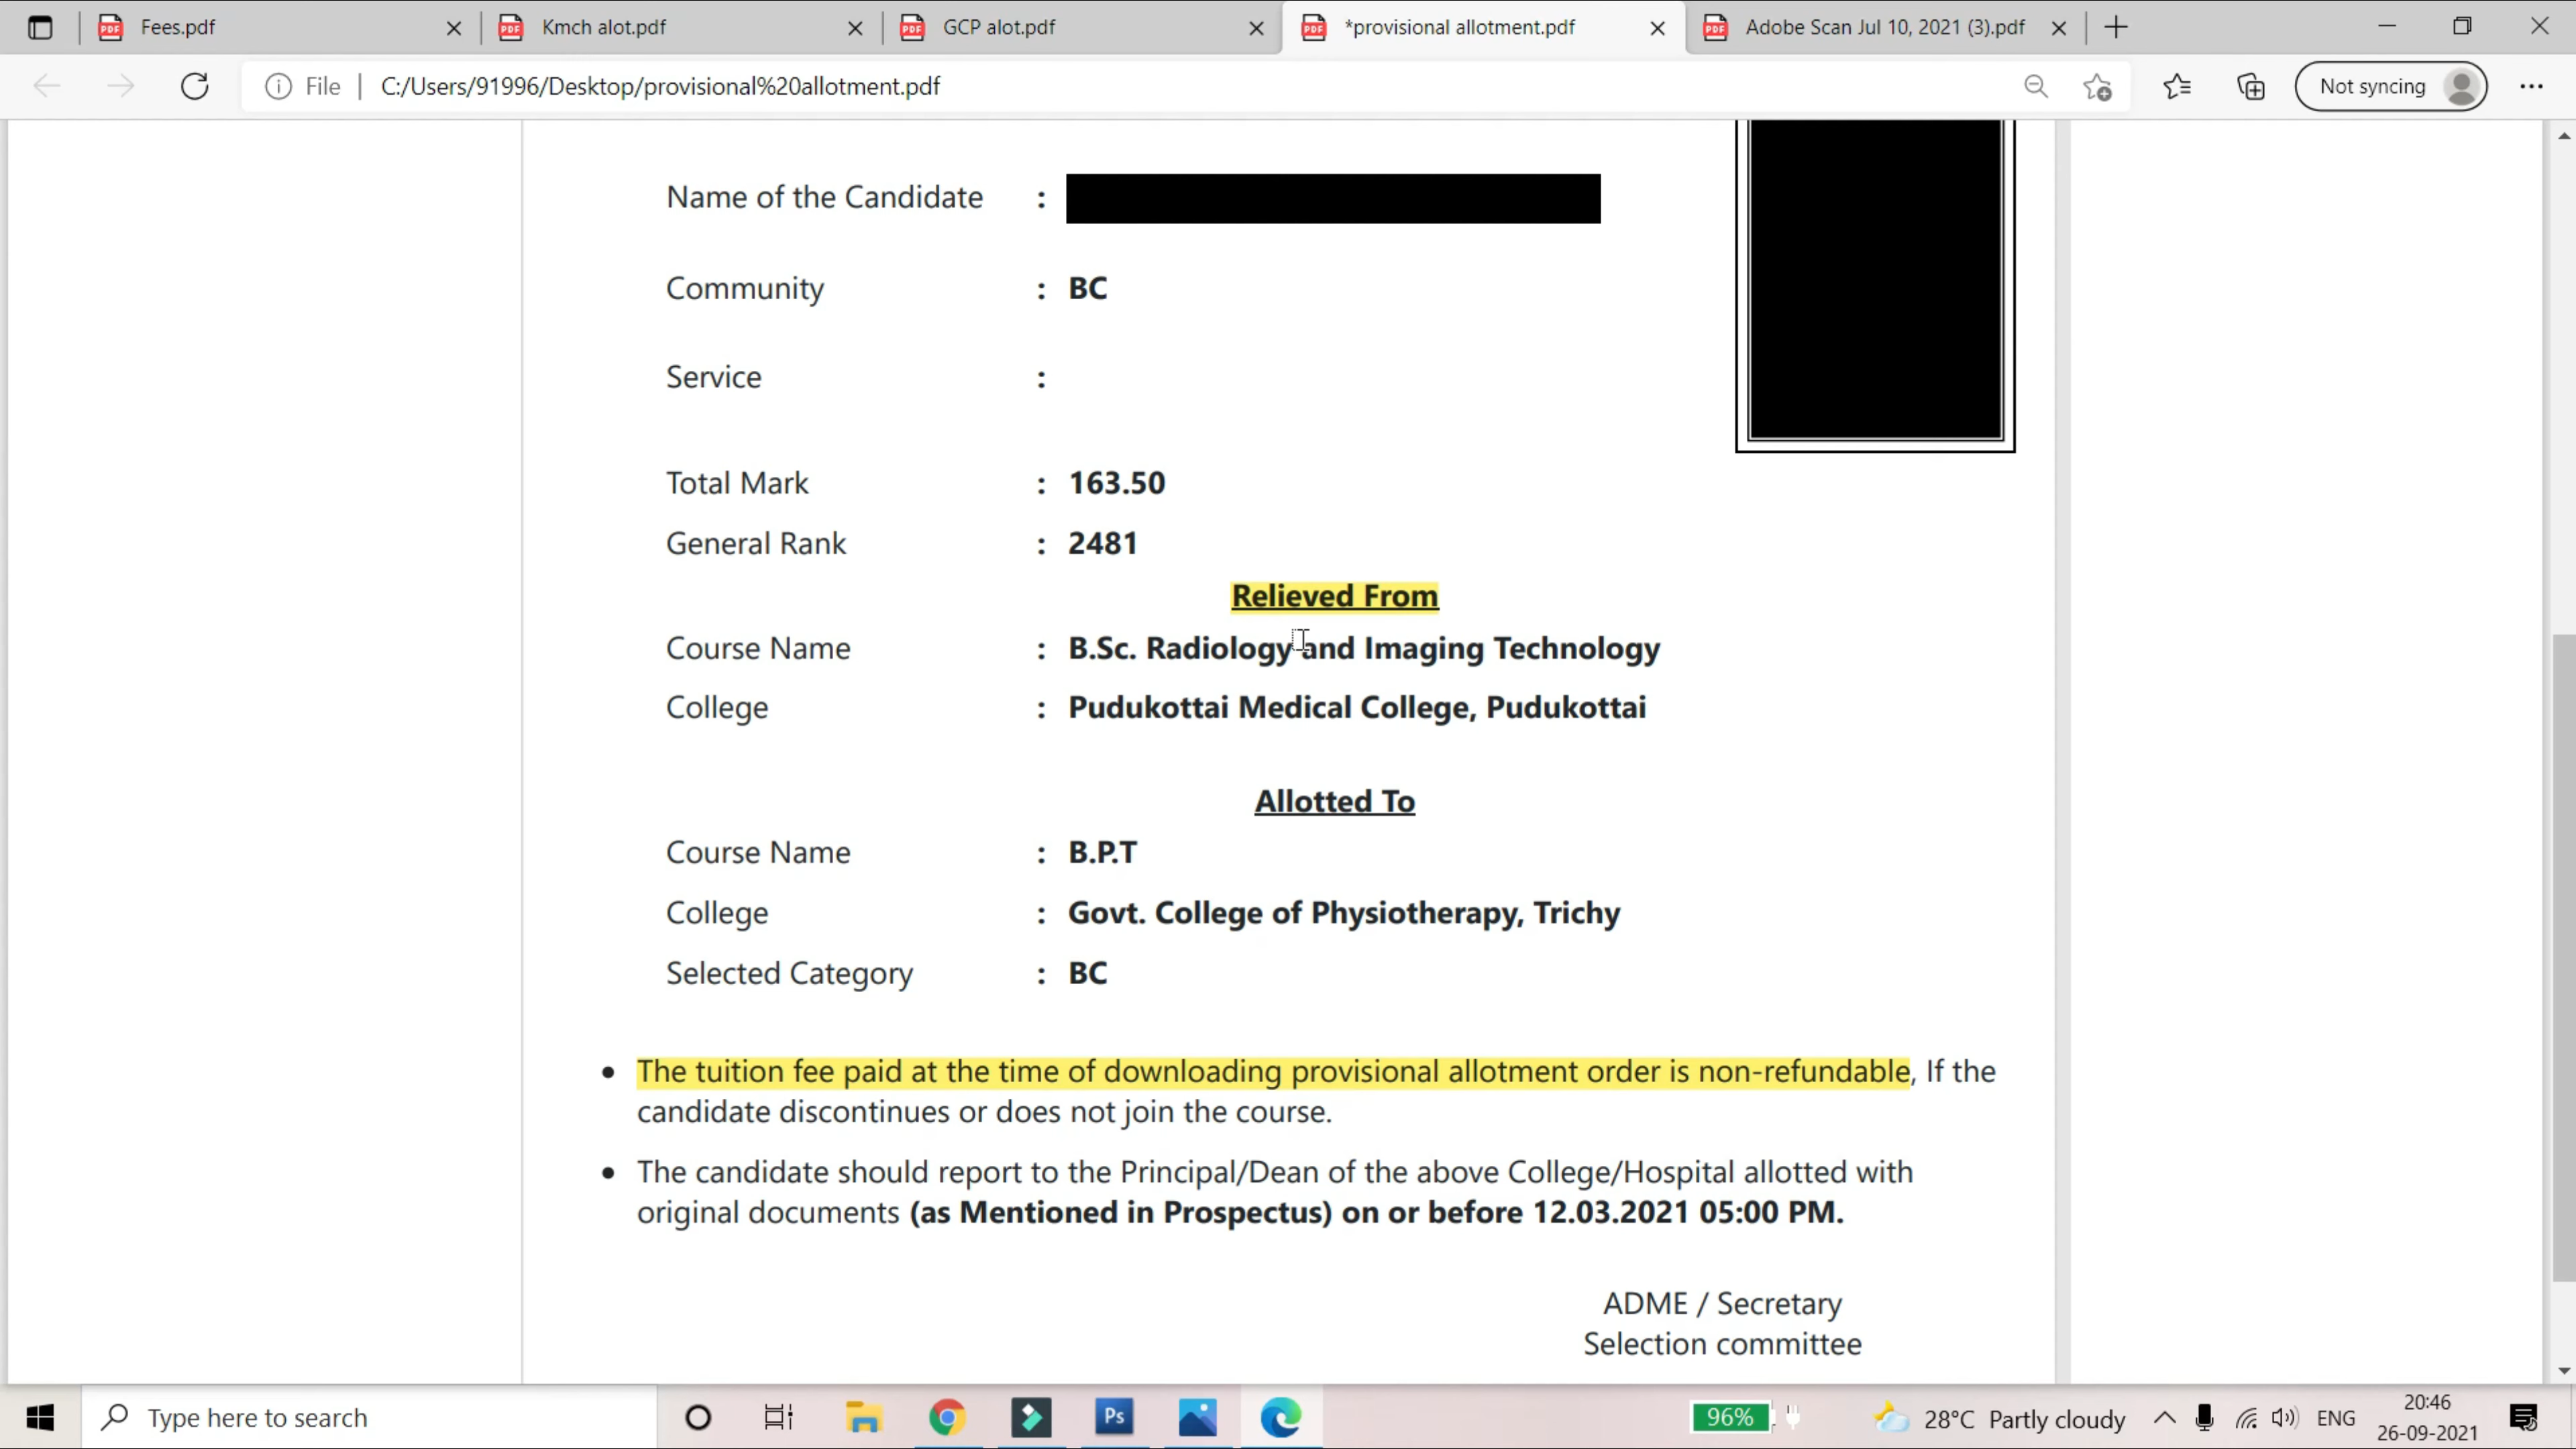 Fees.pdf
Kmch alot.pdf
GCP alot.pdf
*provisional allotment.pdf
Adobe Scan Jul 10, 2021 (3).pdf
File | C:/Users/91996/Desktop/provisional%20allotment.pdf
Not syncing
Name of the Candidate :
Community : BC
Service :
Total Mark : 163.50
General Rank : 2481
Relieved From
Course Name : B.Sc. Radiology and Imaging Technology
College : Pudukottai Medical College, Pudukottai
Allotted To
Course Name : B.P.T
College : Govt. College of Physiotherapy, Trichy
Selected Category : BC
• The tuition fee paid at the time of downloading provisional allotment order is non-refundable, If the
candidate discontinues or does not join the course.
• The candidate should report to the Principal/Dean of the above College/Hospital allotted with
original documents (as Mentioned in Prospectus) on or before 12.03.2021 05:00 PM.
ADME / Secretary
Selection committee
Type here to search
Ps
96%
28°C Partly cloudy
ENG
20:46
26-09-2021